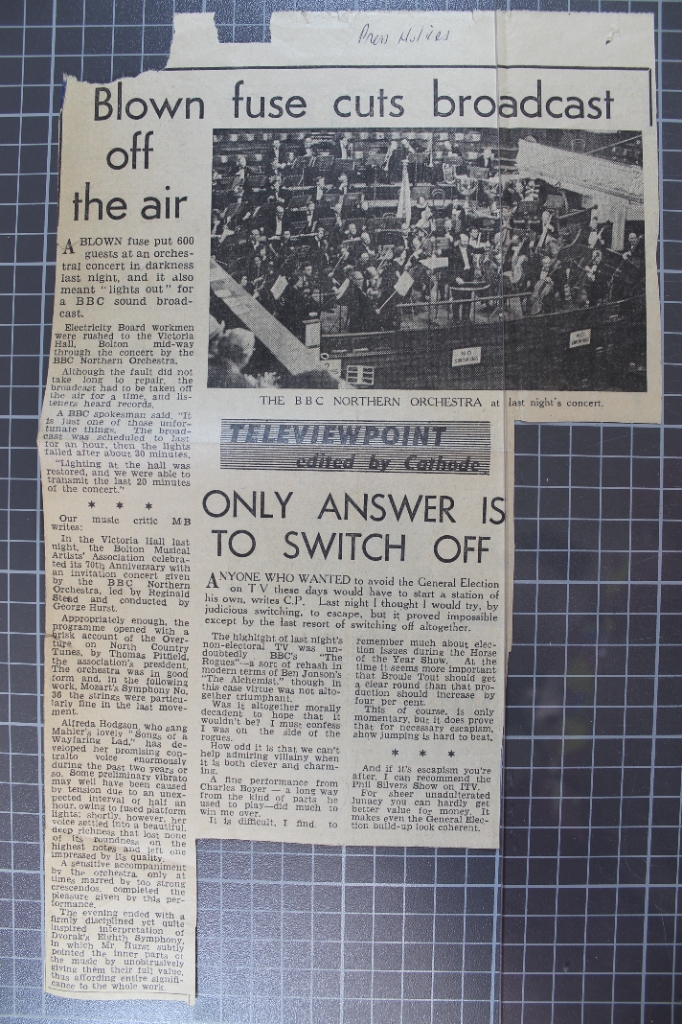 Press Notices
Blown fuse cuts broadcast
off
the air
A BLOWN fuse put 600
guests at an orches-
tral concert in darkness
last night, and it also
meant "lights out" for
a BBC sound broad-
cast.
Electricity Board workmen
were rushed to the Victoria
Hall, Bolton mid-way
through the concert by the
BBC Northern Orchestra.
Although the fault did not
take long to repair, the
broadcast had to be taken off
the air for a time, and lis-
teners heard records.
A BBC spokesman said, "It
is just one of those unfor-
tunate things. The broad-
cast was scheduled to last
for an hour, then the lights
failed after about 30 minutes.
"Lighting at the hall was
restored, and we were able to
transmit the last 20 minutes
of the concert."
* * *
Our music critic MB
writes:
In the Victoria Hall last
night, the Bolton Musical
Artists' Association celebra-
ted its 70th Anniversary with
an invitation concert given
by the BBC Northern
Orchestra, led by Reginald
Stead and conducted by
George Hurst.
Appropriately enough, the
programme opened with a
brisk account of the Over-
ture on North Country
Tunes, by Thomas Pitfield,
the association's president.
The orchestra was in good
form and, in the following
work, Mozart's Symphony No.
36 the strings were particu-
larly fine in the last move-
ment.
Alfreda Hodgson, who sang
Mahler's lovely "Songs of a
Wayfaring Lad," has de-
veloped her promising con-
tralto voice enormously
during the past two years or
so. Some preliminary vibrato
may well have been caused
by tension due to an unex-
pected interval of half an
hour, owing to fused platform
lights; shortly, however, her
voice settled into a beautiful,
deep richness that lost none
of its roundness on the
highest notes and left one
impressed by its quality.
A sensitive accompaniment
by the orchestra, only at
times marred by too strong
crescendos, completed the
pleasure given by this per-
formance.
The evening ended with a
firmly disciplined yet quite
inspired interpretation of
Dvorak's Eighth Symphony,
in which Mr Hurst subtly
pointed the inner parts of
the music by unobtrusively
giving them their full value,
thus affording entire signifi-
cance to the whole work.
NO
SMOKING
NO
SMOKING
THE BBC NORTHERN ORCHESTRA at last night's concert.
TELEVIEWPOINT
edited by Cathode
ONLY ANSWER IS
TO SWITCH OFF
ANYONE WHO WANTED to avoid the General Election
on TV these days would have to start a station of
his own, writes C.P. Last night I thought I would try, by
judicious switching, to escape, but it proved impossible
except by the last resort of switching off altogether.
The highlight of last night's
non-electoral TV was un-
doubtedly BBC's "The
Rogues"—a sort of rehash in
modern terms of Ben Jonson's
"The Alchemist," though in
this case virtue was not alto-
gether triumphant.
Was it altogether morally
decadent to hope that it
wouldn't be? I must confess
I was on the side of the
rogues.
How odd it is that we can't
help admiring villainy when
it is both clever and charm-
ing.
A fine performance from
Charles Boyer — a long way
from the kind of parts he
used to play—did much to
win me over.
It is difficult, I find, to
remember much about elec-
tion issues during the Horse
of the Year Show. At the
time it seems more important
that Broule Tout should get
a clear round than that pro-
duction should increase by
four per cent.
This of course, is only
momentary, but it does prove
that for necessary escapism,
show jumping is hard to beat.
* * *
And if it's escapism you're
after, I can recommend the
Phil Silvers Show on ITV.
For sheer unadulterated
lunacy you can hardly get
better value for money. It
makes even the General Elec-
tion build-up look coherent.